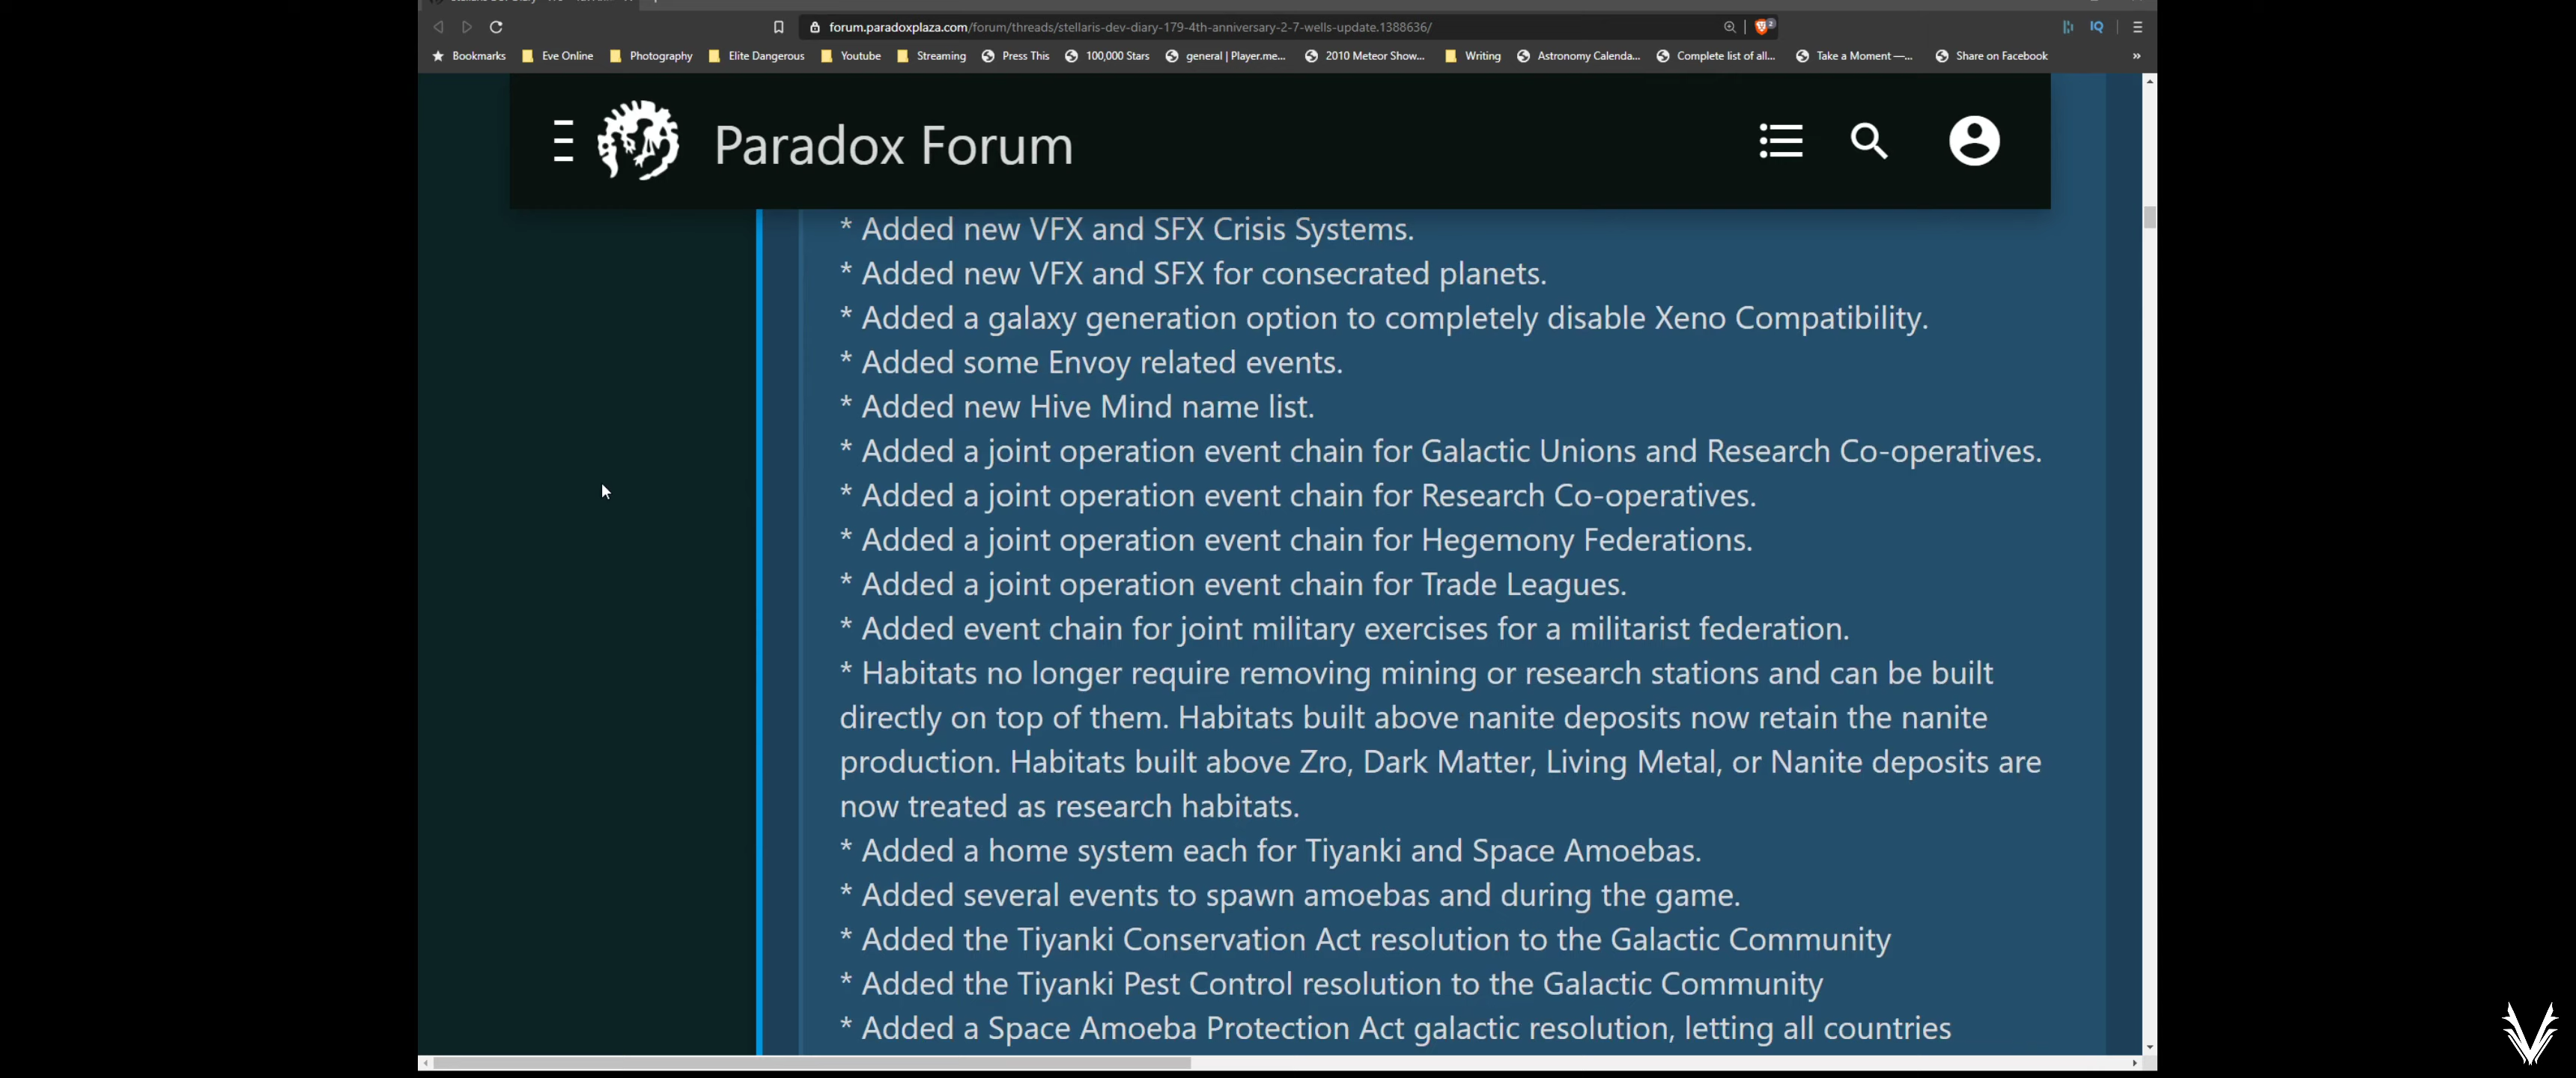 forum.paradoxplaza.com/forum/threads/stellaris-dev-diary-179-4th-anniversary-2-7-wells-update.1388636/
2
IQ
Bookmarks Eve Online Photography Elite Dangerous Youtube Streaming Press This 100,000 Stars general | Player.me... 2010 Meteor Show... Writing Astronomy Calenda... Complete list of all... Take a Moment —... Share on Facebook »
Paradox Forum
* Added new VFX and SFX Crisis Systems.
* Added new VFX and SFX for consecrated planets.
* Added a galaxy generation option to completely disable Xeno Compatibility.
* Added some Envoy related events.
* Added new Hive Mind name list.
* Added a joint operation event chain for Galactic Unions and Research Co-operatives.
* Added a joint operation event chain for Research Co-operatives.
* Added a joint operation event chain for Hegemony Federations.
* Added a joint operation event chain for Trade Leagues.
* Added event chain for joint military exercises for a militarist federation.
* Habitats no longer require removing mining or research stations and can be built
directly on top of them. Habitats built above nanite deposits now retain the nanite
production. Habitats built above Zro, Dark Matter, Living Metal, or Nanite deposits are
now treated as research habitats.
* Added a home system each for Tiyanki and Space Amoebas.
* Added several events to spawn amoebas and during the game.
* Added the Tiyanki Conservation Act resolution to the Galactic Community
* Added the Tiyanki Pest Control resolution to the Galactic Community
* Added a Space Amoeba Protection Act galactic resolution, letting all countries